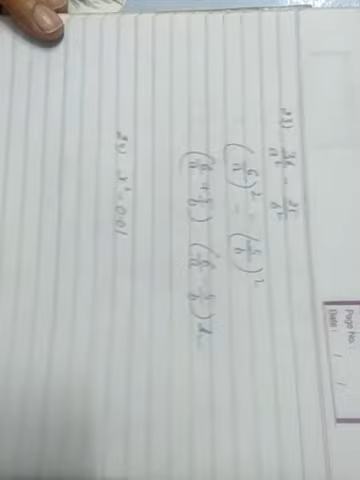 Page No.:
Date: / /
23) 36/a² - 25/b²
(6/a)² - (5/b)²
(6/a + 5/b) (6/a - 5/b)
24) x² - 0.01